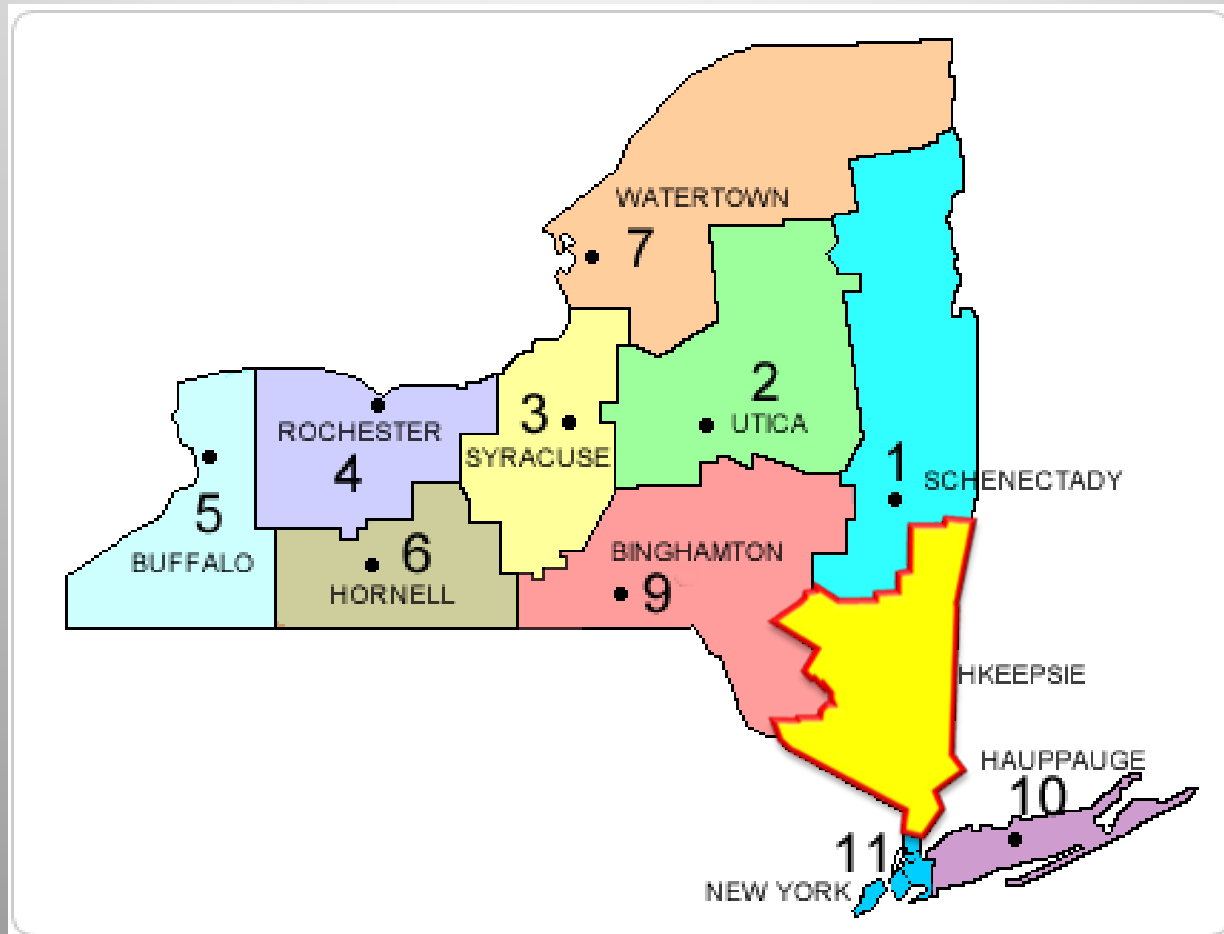 WATERTOWN
7
2
UTICA
3
SYRACUSE
ROCHESTER
4
1
SCHENECTADY
5
BUFFALO
6
HORNELL
BINGHAMTON
9
HKEEPSIE
HAUPPAUGE
10
11
NEW YORK